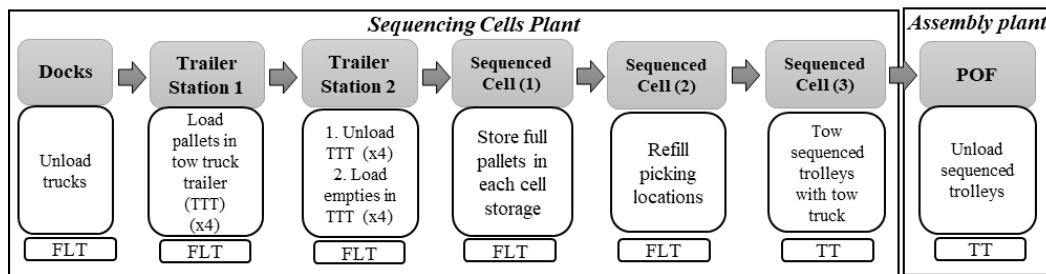 Sequencing Cells Plant
Assembly plant
Docks
Trailer
Station 1
Trailer
Station 2
Sequenced
Cell (1)
Sequenced
Cell (2)
Sequenced
Cell (3)
POF
Unload
trucks
Load
pallets in
tow truck
trailer
(TTT)
(x4)
1. Unload
TTT (x4)
2. Load
empties in
TTT (x4)
Store full
pallets in
each cell
storage
Refill
picking
locations
Tow
sequenced
trolleys
with tow
truck
Unload
sequenced
trolleys
FLT
FLT
FLT
FLT
FLT
TT
TT